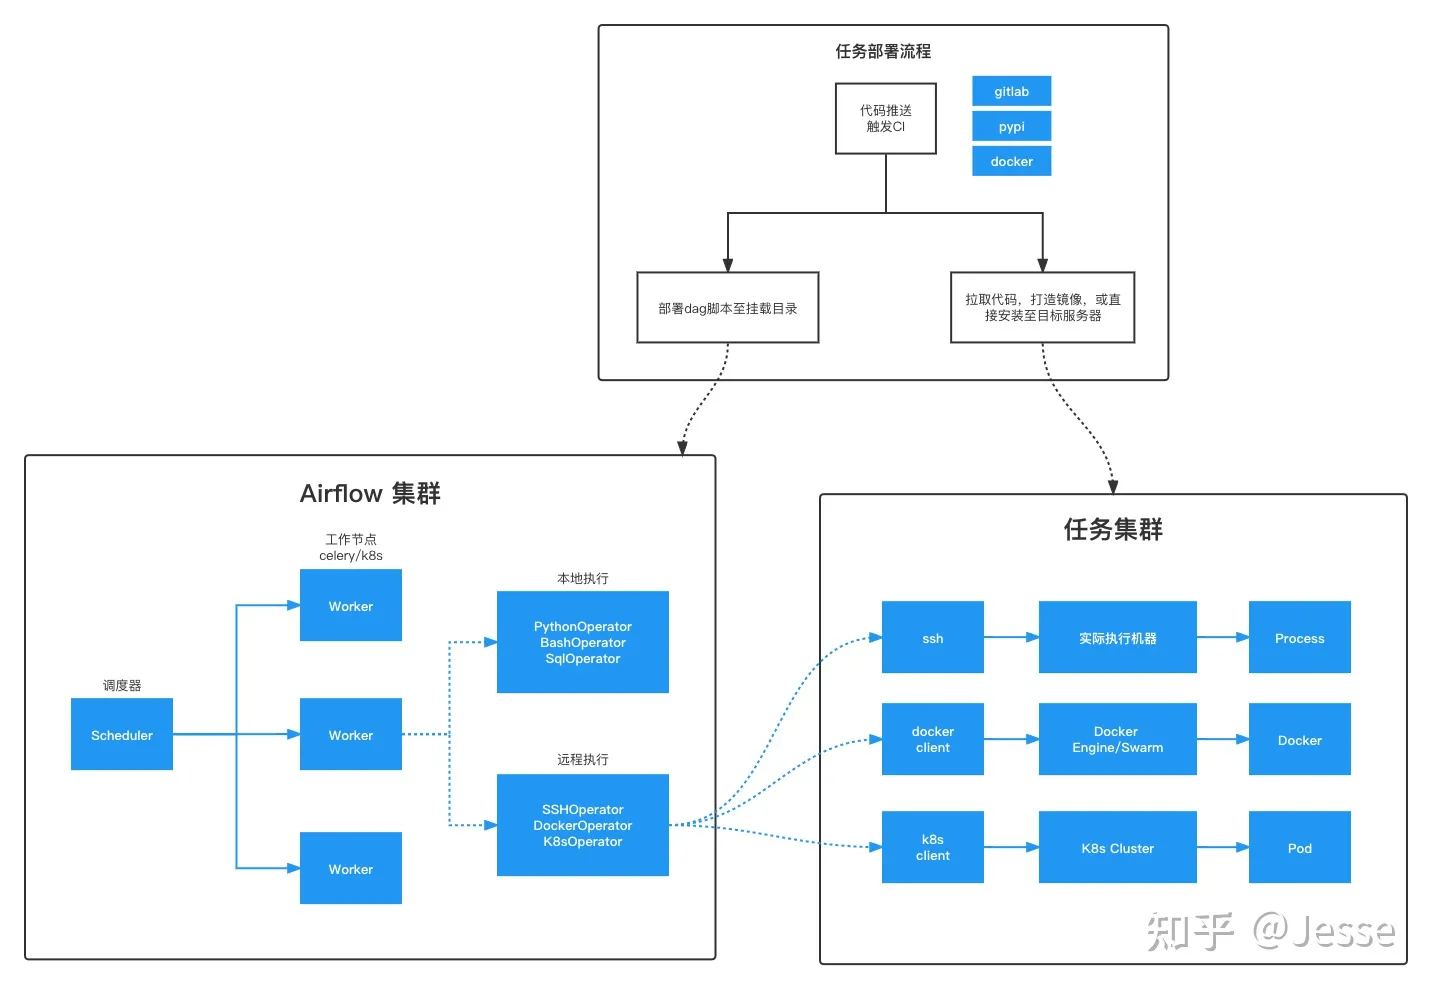 任务部署流程
代码推送
触发CI
gitlab
pypi
docker
部署dag脚本至挂载目录
拉取代码，打造镜像，或直
接安装至目标服务器
Airflow 集群
工作节点
celery/k8s
Worker
调度器
Scheduler
Worker
Worker
本地执行
PythonOperator
BashOperator
SqlOperator
远程执行
SSHOperator
DockerOperator
K8sOperator
任务集群
ssh
实际执行机器
Process
docker
client
Docker
Engine/Swarm
Docker
k8s
client
K8s Cluster
Pod
知乎 @Jesse